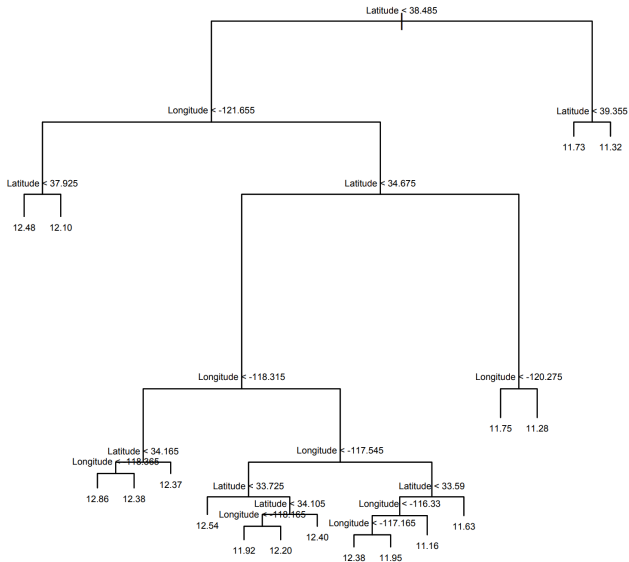 Latitude < 38.485
Longitude < -121.655
Latitude < 39.355
11.73
11.32
Latitude < 37.925
Latitude < 34.675
12.48
12.10
Longitude < -118.315
Longitude < -120.275
11.75
11.28
Latitude < 34.165
Longitude < -117.545
Longitude < -118.365
12.37
12.86
12.38
Latitude < 33.725
Latitude < 33.59
12.54
Latitude < 34.105
Longitude < -116.33
11.63
Longitude < -118.165
12.40
Longitude < -117.165
11.16
11.92
12.20
12.38
11.95